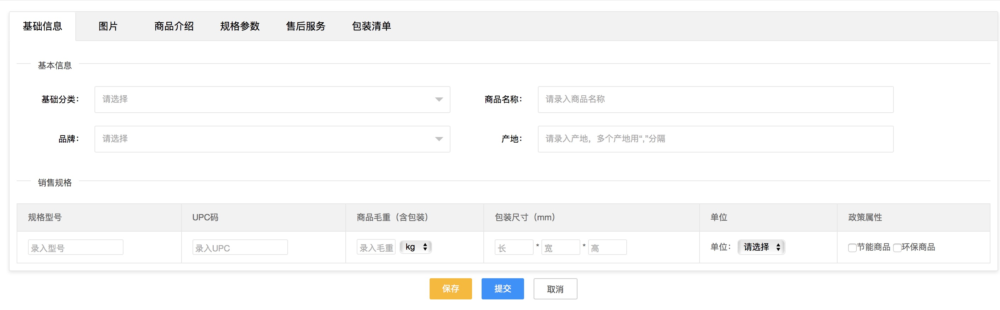 基础信息 图片 商品介绍 规格参数 售后服务 包装清单
基本信息
基础分类： 请选择 商品名称： 请录入商品名称
品牌： 请选择 产地： 请录入产地，多个产地用“,”分隔
销售规格
规格型号 UPC码 商品毛重（含包装） 包装尺寸（mm） 单位 政策属性
录入型号 录入UPC 录入毛重 kg 长 * 宽 * 高 单位： 请选择 节能商品 环保商品
保存 提交 取消